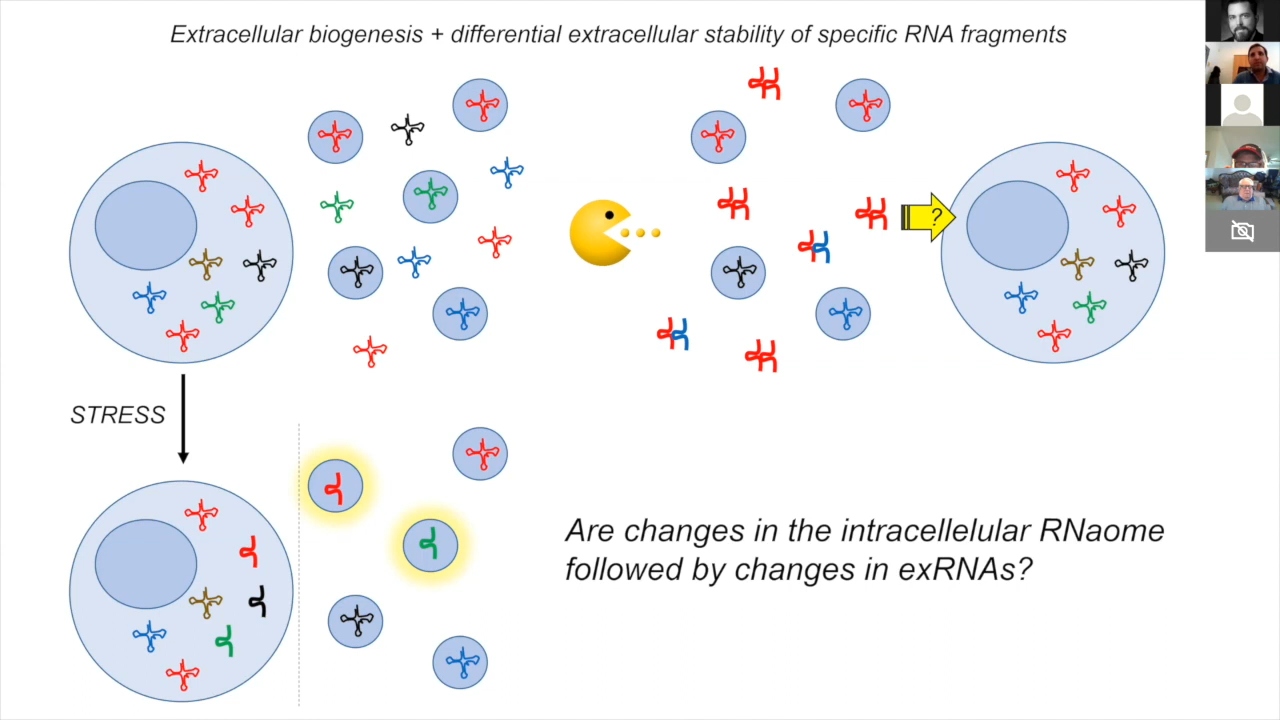 Extracellular biogenesis + differential extracellular stability of specific RNA fragments
?
STRESS
Are changes in the intracellelular RNaome
followed by changes in exRNAs?